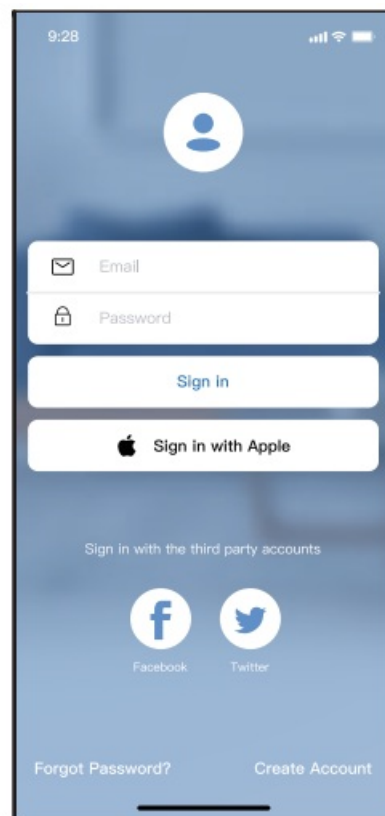 9:28
Email
Password
Sign in
Sign in with Apple
Sign in with the third party accounts
Facebook Twitter
Forgot Password? Create Account